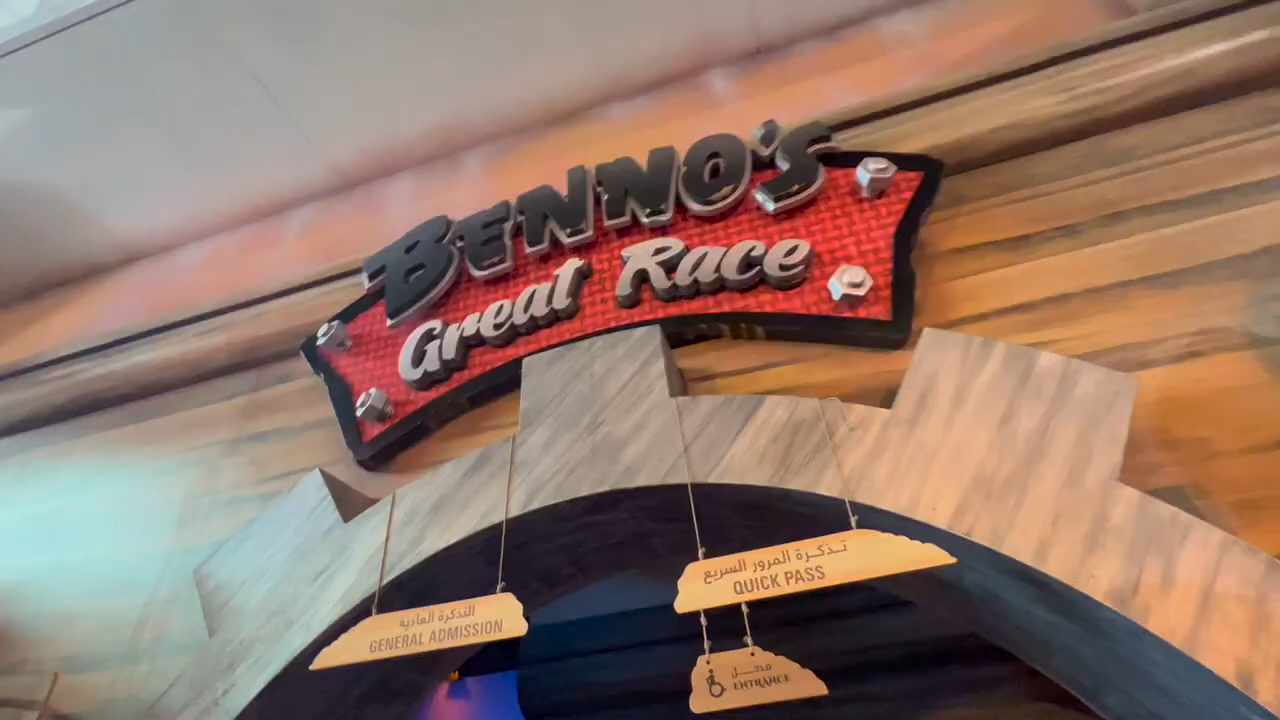 BENNO'S
Great Race
التذكرة العادية
GENERAL ADMISSION
تذكرة المرور السريع
QUICK PASS
مدخل
ENTRANCE